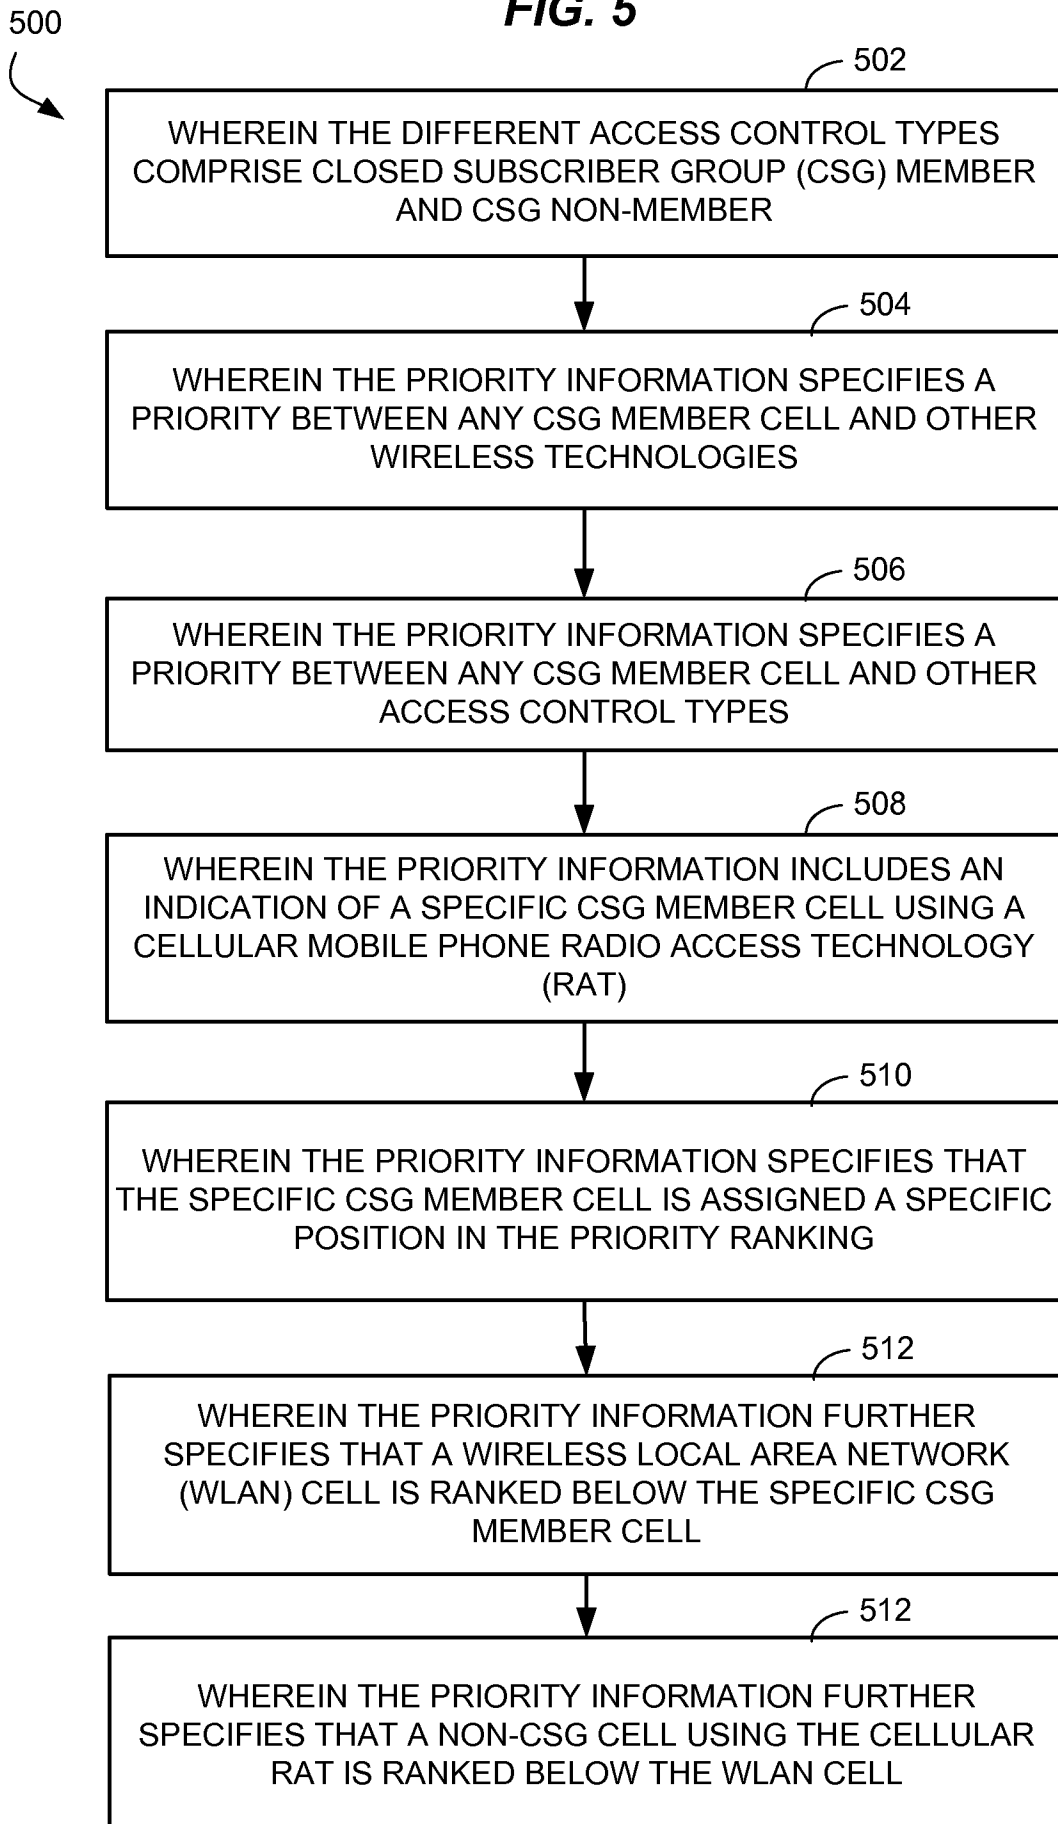 FIG. 5
500
502
WHEREIN THE DIFFERENT ACCESS CONTROL TYPES
COMPRISE CLOSED SUBSCRIBER GROUP (CSG) MEMBER
AND CSG NON-MEMBER
504
WHEREIN THE PRIORITY INFORMATION SPECIFIES A
PRIORITY BETWEEN ANY CSG MEMBER CELL AND OTHER
WIRELESS TECHNOLOGIES
506
WHEREIN THE PRIORITY INFORMATION SPECIFIES A
PRIORITY BETWEEN ANY CSG MEMBER CELL AND OTHER
ACCESS CONTROL TYPES
508
WHEREIN THE PRIORITY INFORMATION INCLUDES AN
INDICATION OF A SPECIFIC CSG MEMBER CELL USING A
CELLULAR MOBILE PHONE RADIO ACCESS TECHNOLOGY
(RAT)
510
WHEREIN THE PRIORITY INFORMATION SPECIFIES THAT
THE SPECIFIC CSG MEMBER CELL IS ASSIGNED A SPECIFIC
POSITION IN THE PRIORITY RANKING
512
WHEREIN THE PRIORITY INFORMATION FURTHER
SPECIFIES THAT A WIRELESS LOCAL AREA NETWORK
(WLAN) CELL IS RANKED BELOW THE SPECIFIC CSG
MEMBER CELL
512
WHEREIN THE PRIORITY INFORMATION FURTHER
SPECIFIES THAT A NON-CSG CELL USING THE CELLULAR
RAT IS RANKED BELOW THE WLAN CELL